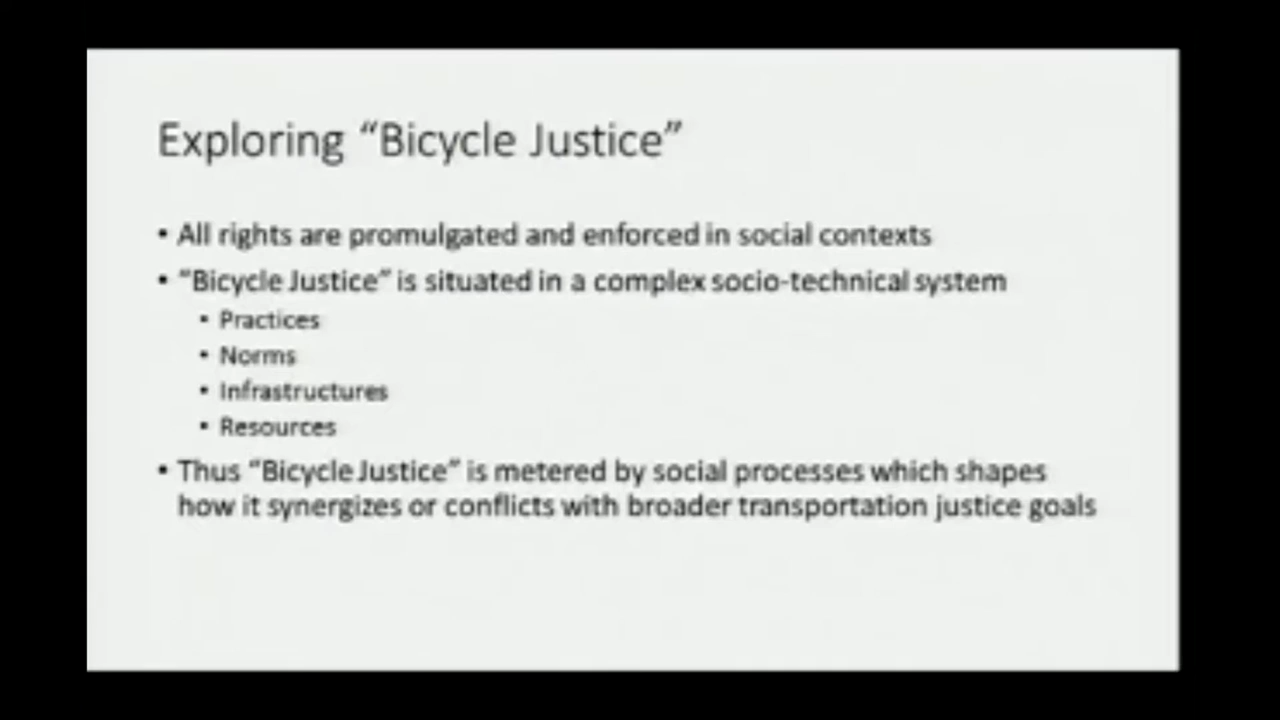 Exploring “Bicycle Justice”
• All rights are promulgated and enforced in social contexts
• “Bicycle Justice” is situated in a complex socio-technical system
• Practices
• Norms
• Infrastructures
• Resources
• Thus “Bicycle Justice” is metered by social processes which shapes
how it synergizes or conflicts with broader transportation justice goals